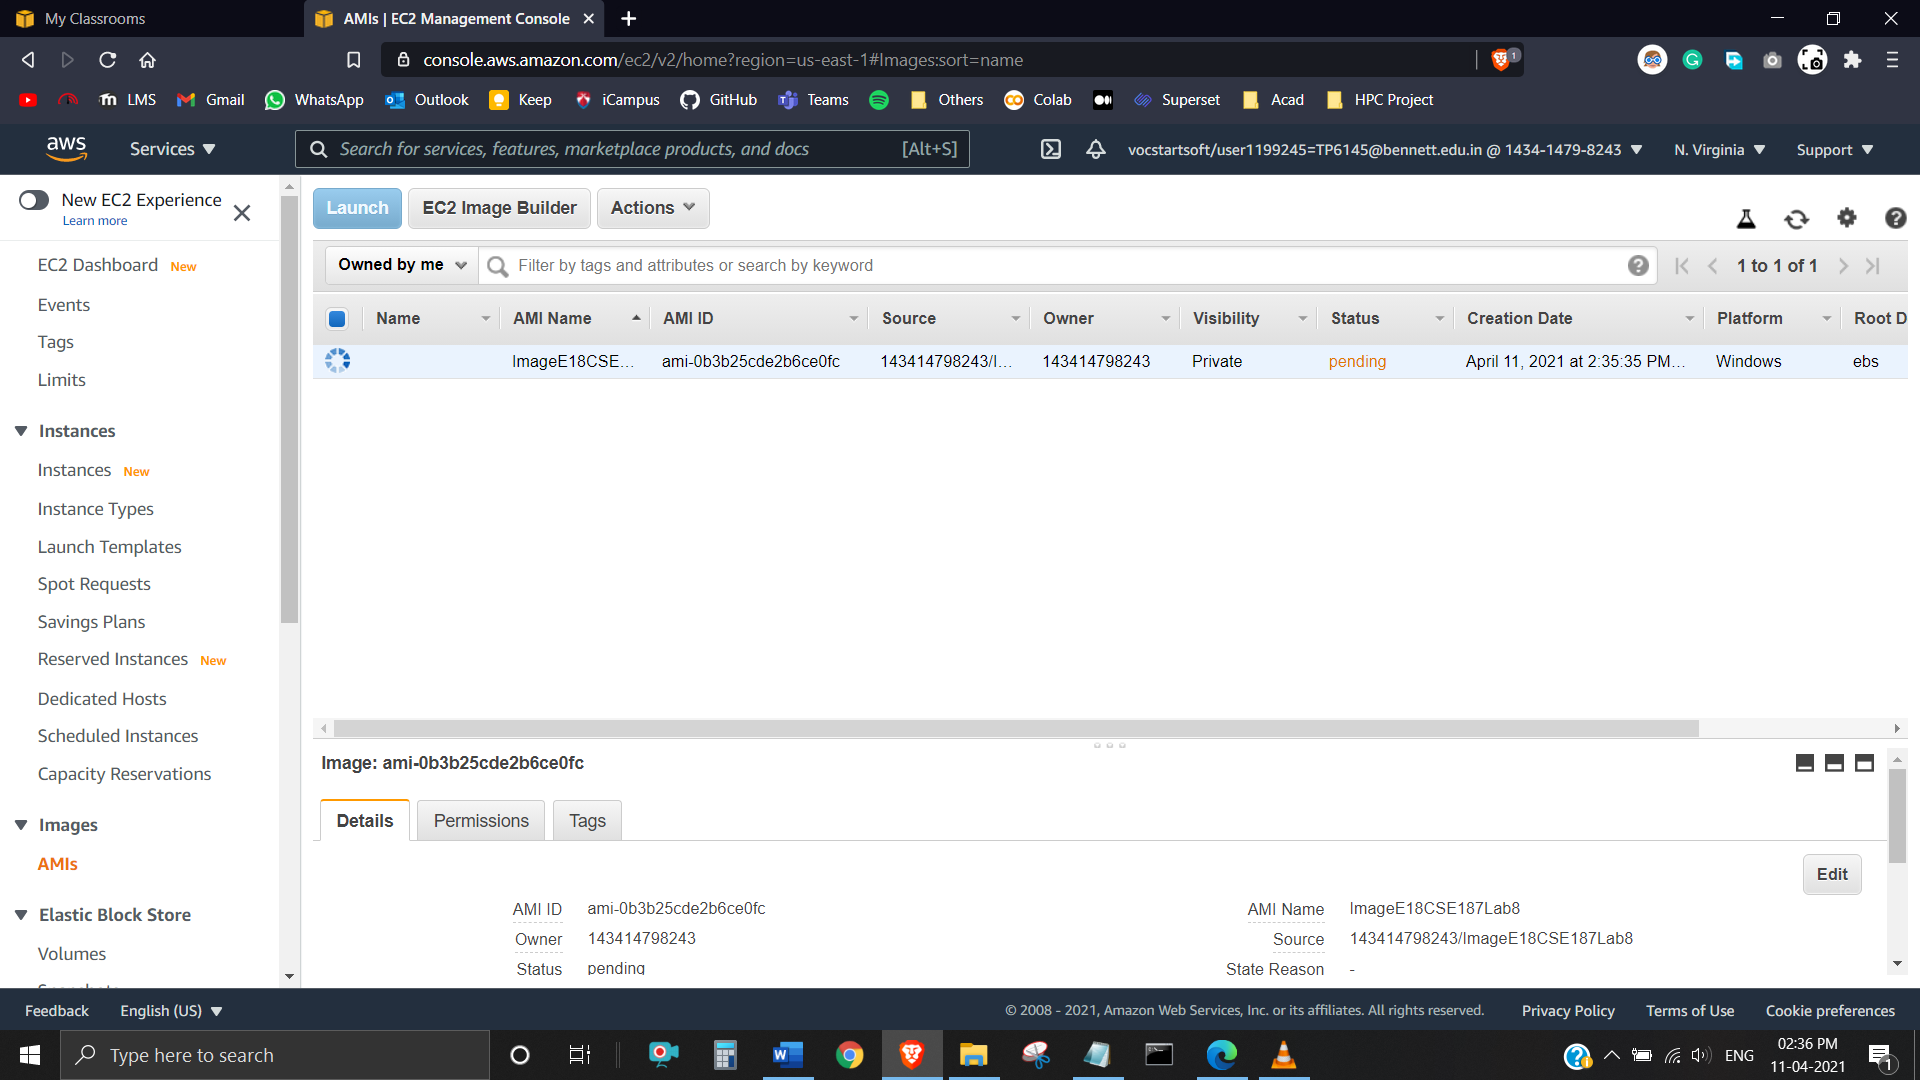 My Classrooms
AMIs | EC2 Management Console
console.aws.amazon.com/ec2/v2/home?region=us-east-1#Images:sort=name
1
LMS
Gmail
WhatsApp
Outlook
Keep
iCampus
GitHub
Teams
Others
Colab
Superset
Acad
HPC Project
aws
Services
Search for services, features, marketplace products, and docs
[Alt+S]
vocstartsoft/user1199245=TP6145@bennett.edu.in @ 1434-1479-8243
N. Virginia
Support
New EC2 Experience
Learn more
EC2 Dashboard New
Events
Tags
Limits
Instances
Instances New
Instance Types
Launch Templates
Spot Requests
Savings Plans
Reserved Instances New
Dedicated Hosts
Scheduled Instances
Capacity Reservations
Images
AMIs
Elastic Block Store
Volumes
Launch
EC2 Image Builder
Actions
Owned by me
Filter by tags and attributes or search by keyword
1 to 1 of 1
Name AMI Name AMI ID Source Owner Visibility Status Creation Date Platform Root D
ImageE18CSE... ami-0b3b25cde2b6ce0fc 143414798243/I... 143414798243 Private pending April 11, 2021 at 2:35:35 PM... Windows ebs
Image: ami-0b3b25cde2b6ce0fc
Details
Permissions
Tags
Edit
AMI ID ami-0b3b25cde2b6ce0fc
AMI Name ImageE18CSE187Lab8
Owner 143414798243
Source 143414798243/ImageE18CSE187Lab8
Status pending
State Reason -
Feedback
English (US)
© 2008 - 2021, Amazon Web Services, Inc. or its affiliates. All rights reserved.
Privacy Policy
Terms of Use
Cookie preferences
Type here to search
ENG
02:36 PM
11-04-2021
1